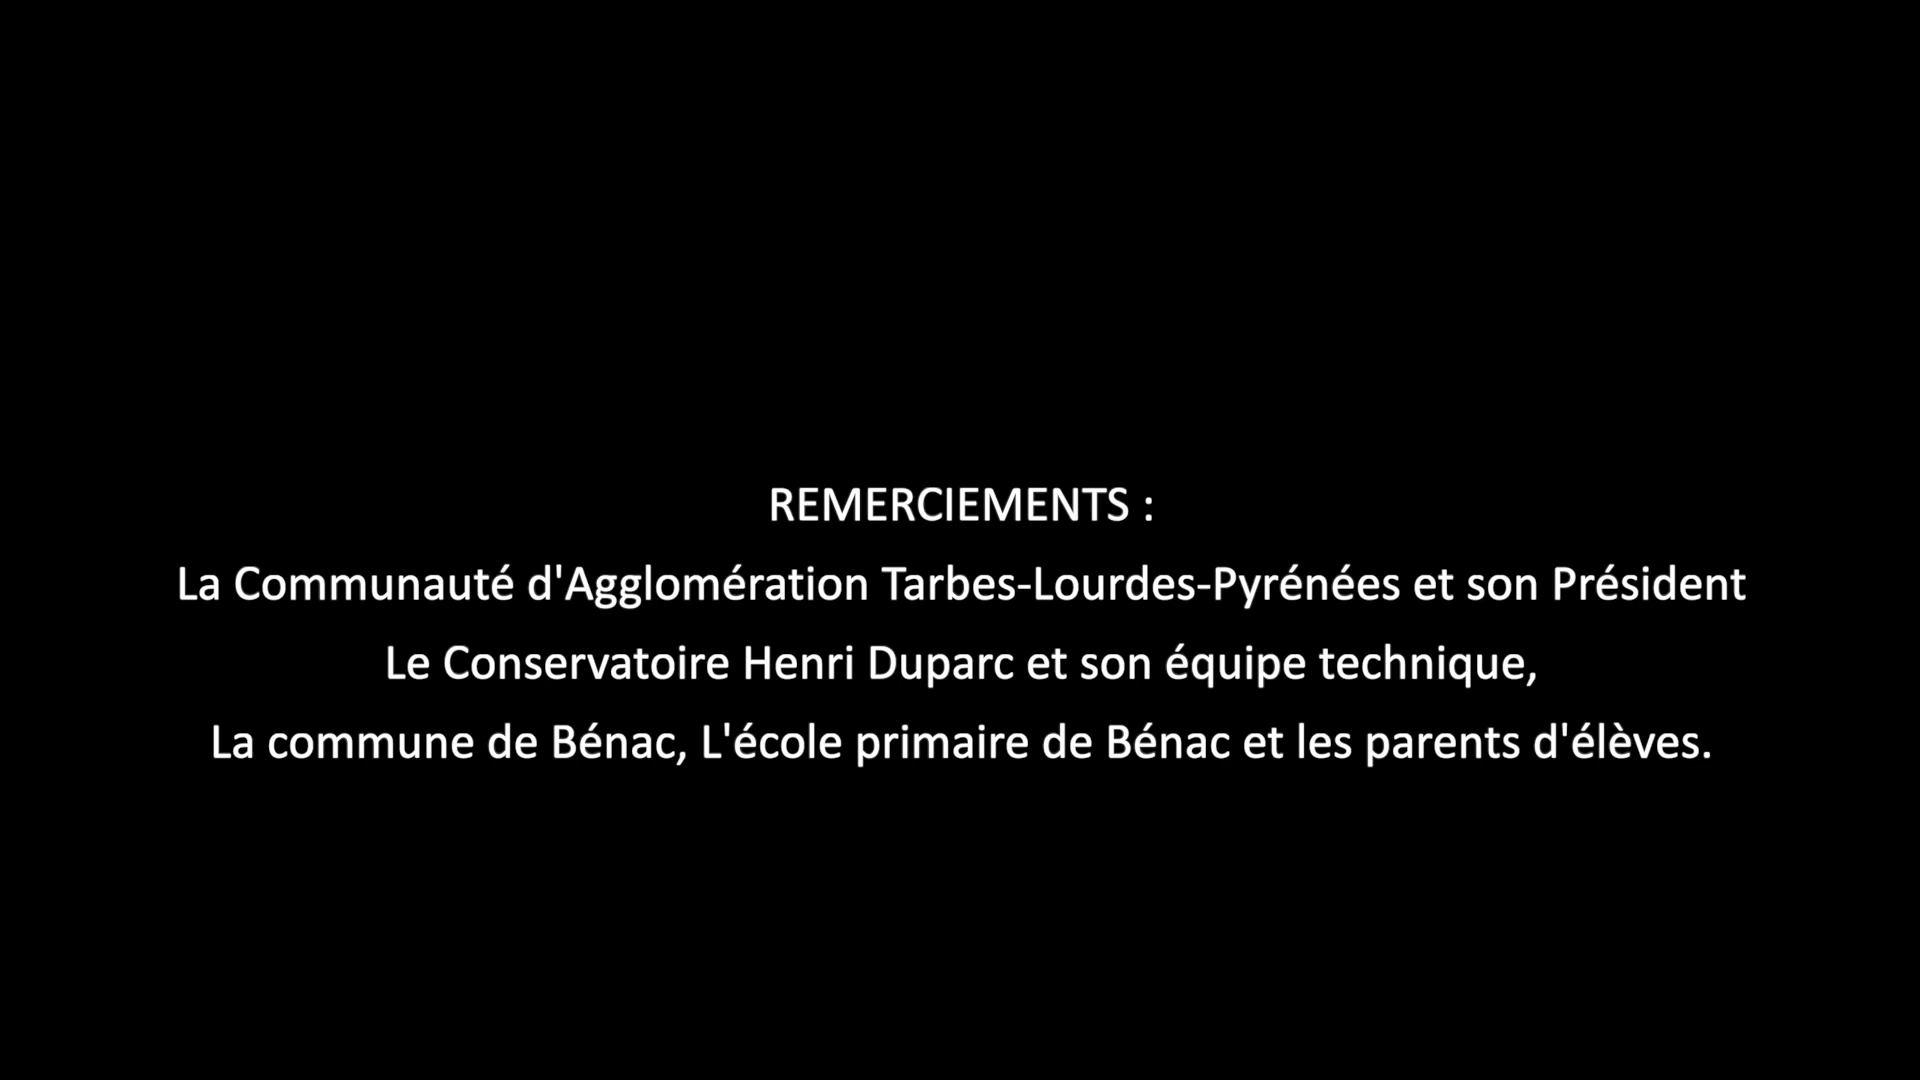 REMERCIEMENTS :
La Communauté d'Agglomération Tarbes-Lourdes-Pyrénées et son Président
Le Conservatoire Henri Duparc et son équipe technique,
La commune de Bénac, L'école primaire de Bénac et les parents d'élèves.